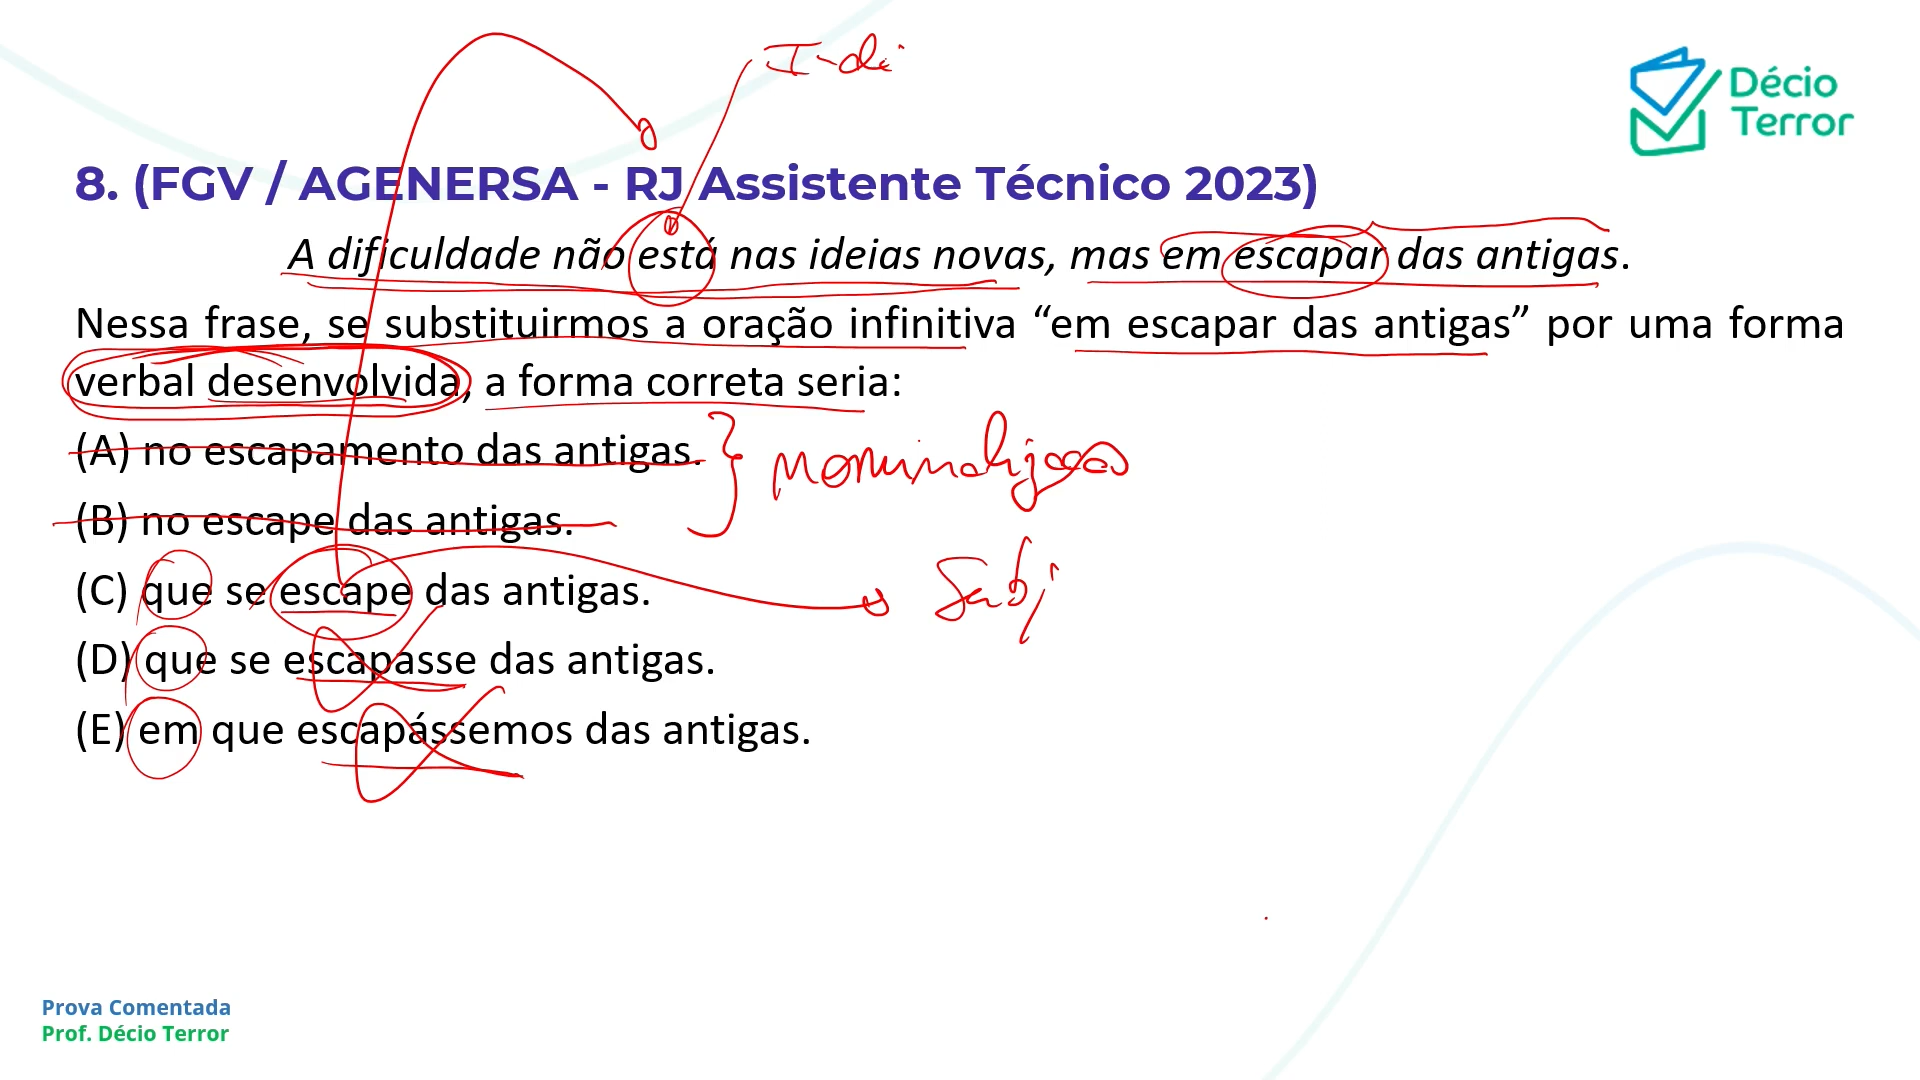 I-di
Décio
Terror
8. (FGV / AGENERSA - RJ Assistente Técnico 2023)
A dificuldade não está nas ideias novas, mas em escapar das antigas.
Nessa frase, se substituirmos a oração infinitiva “em escapar das antigas” por uma forma
verbal desenvolvida, a forma correta seria:
(A) no escapamento das antigas.
(B) no escape das antigas.
(C) que se escape das antigas.
Subj
(D) que se escapasse das antigas.
(E) em que escapássemos das antigas.
Prova Comentada
Prof. Décio Terror